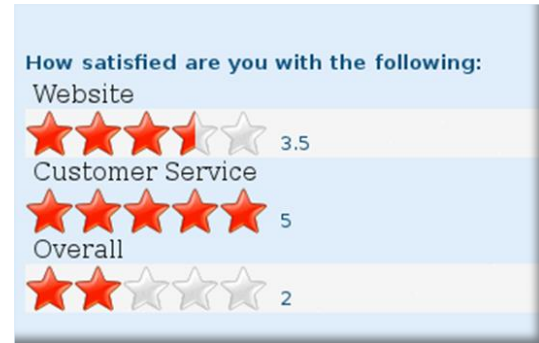 How satisfied are you with the following:
Website
3.5
Customer Service
5
Overall
2